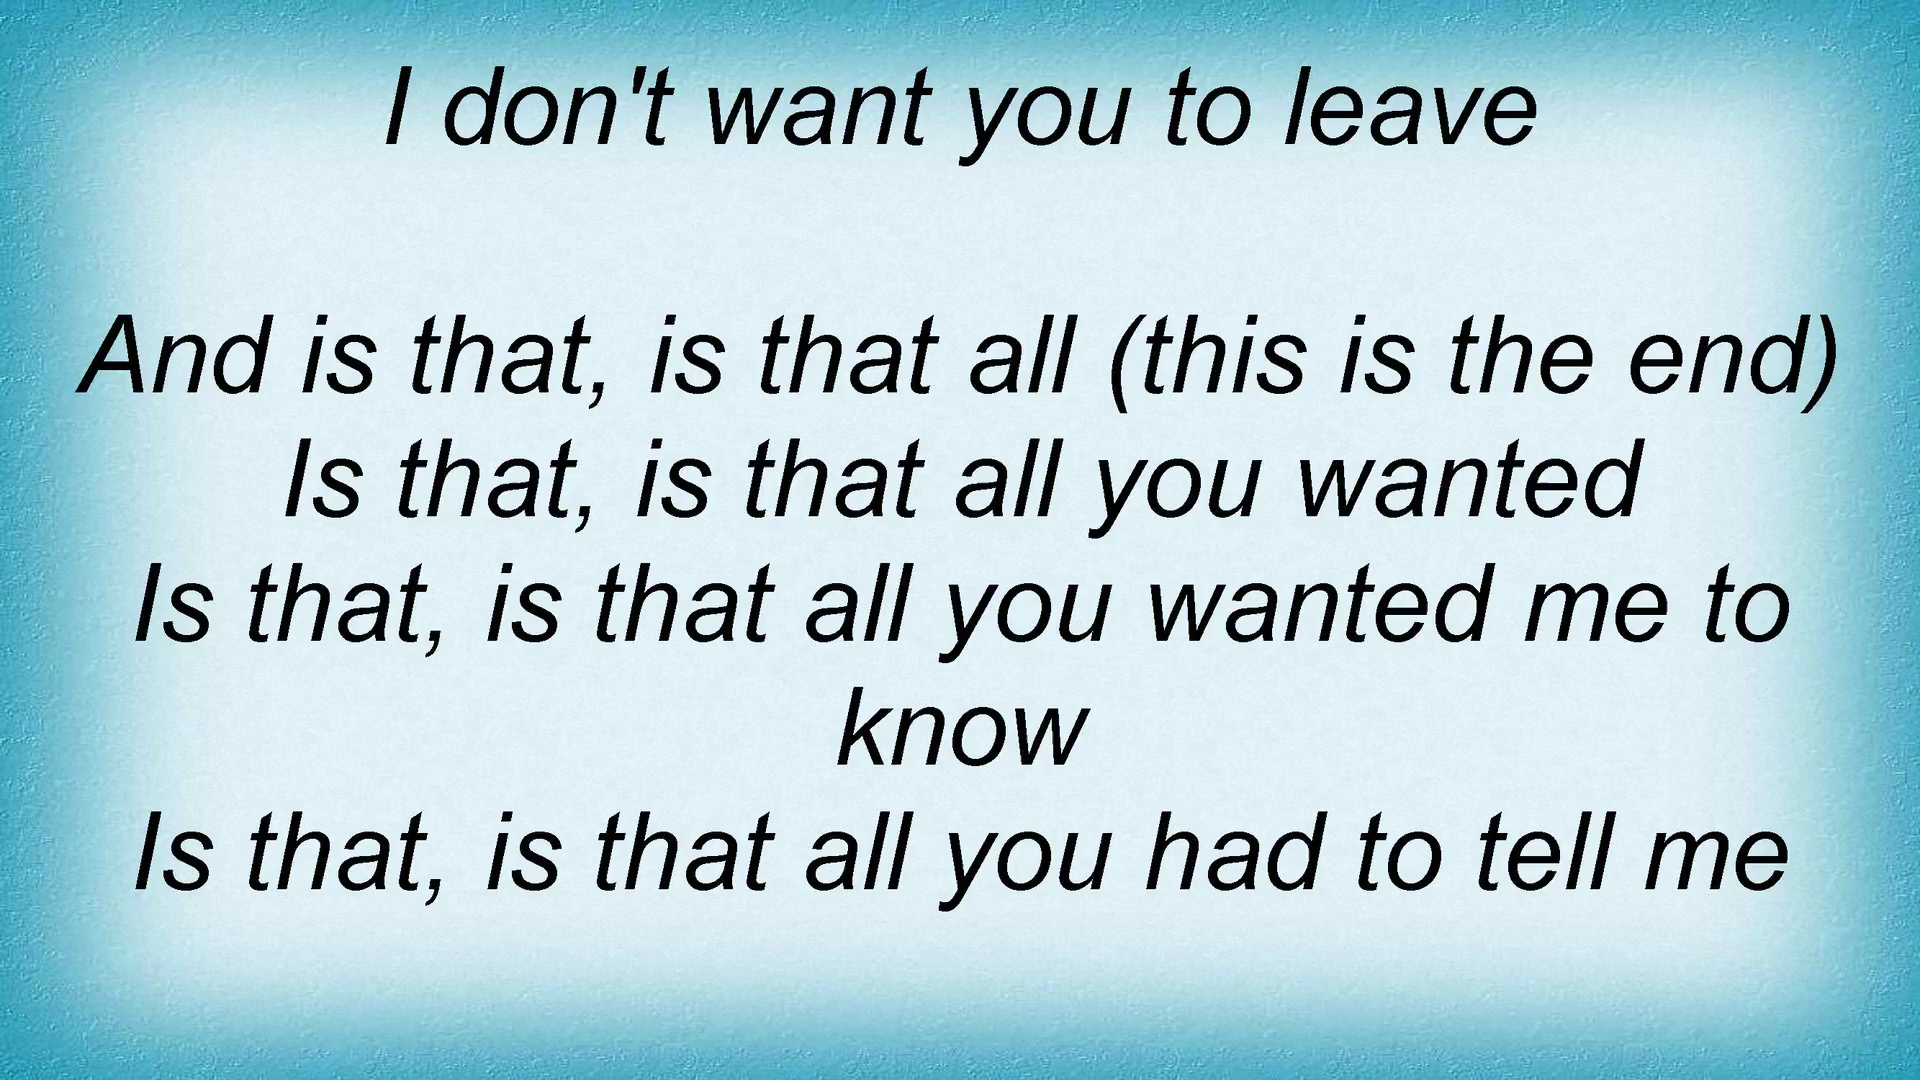 I don't want you to leave
And is that, is that all (this is the end)
Is that, is that all you wanted
Is that, is that all you wanted me to
know
Is that, is that all you had to tell me